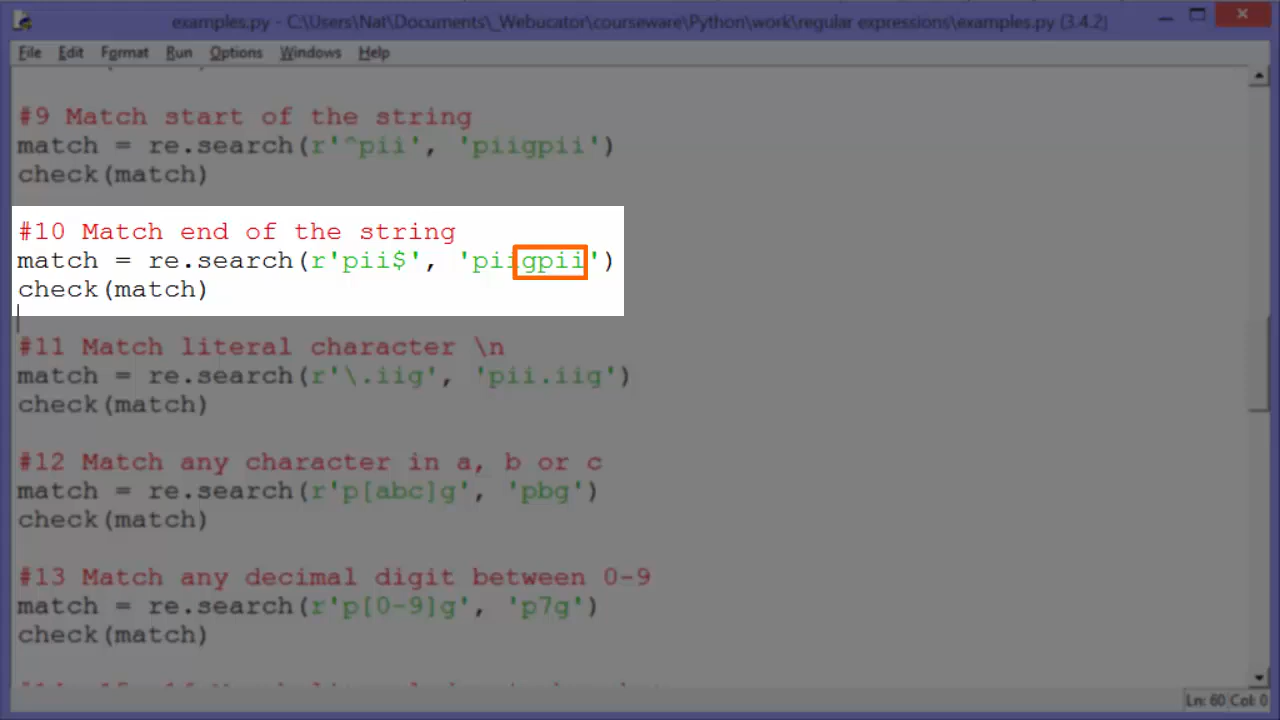 examples.py - C:\Users\Nat\Documents\_Webucator\courseware\Python\work\regular expressions\examples.py (3.4.2)
File Edit Format Run Options Windows Help
#9 Match start of the string
match = re.search(r'^pii', 'piigpii')
check(match)
#10 Match end of the string
match = re.search(r'pii$', 'piigpii')
check(match)
#11 Match literal character \n
match = re.search(r'\.iig', 'pii.iig')
check(match)
#12 Match any character in a, b or c
match = re.search(r'p[abc]g', 'pbg')
check(match)
#13 Match any decimal digit between 0-9
match = re.search(r'p[0-9]g', 'p7g')
check(match)
Ln: 60 Col: 0